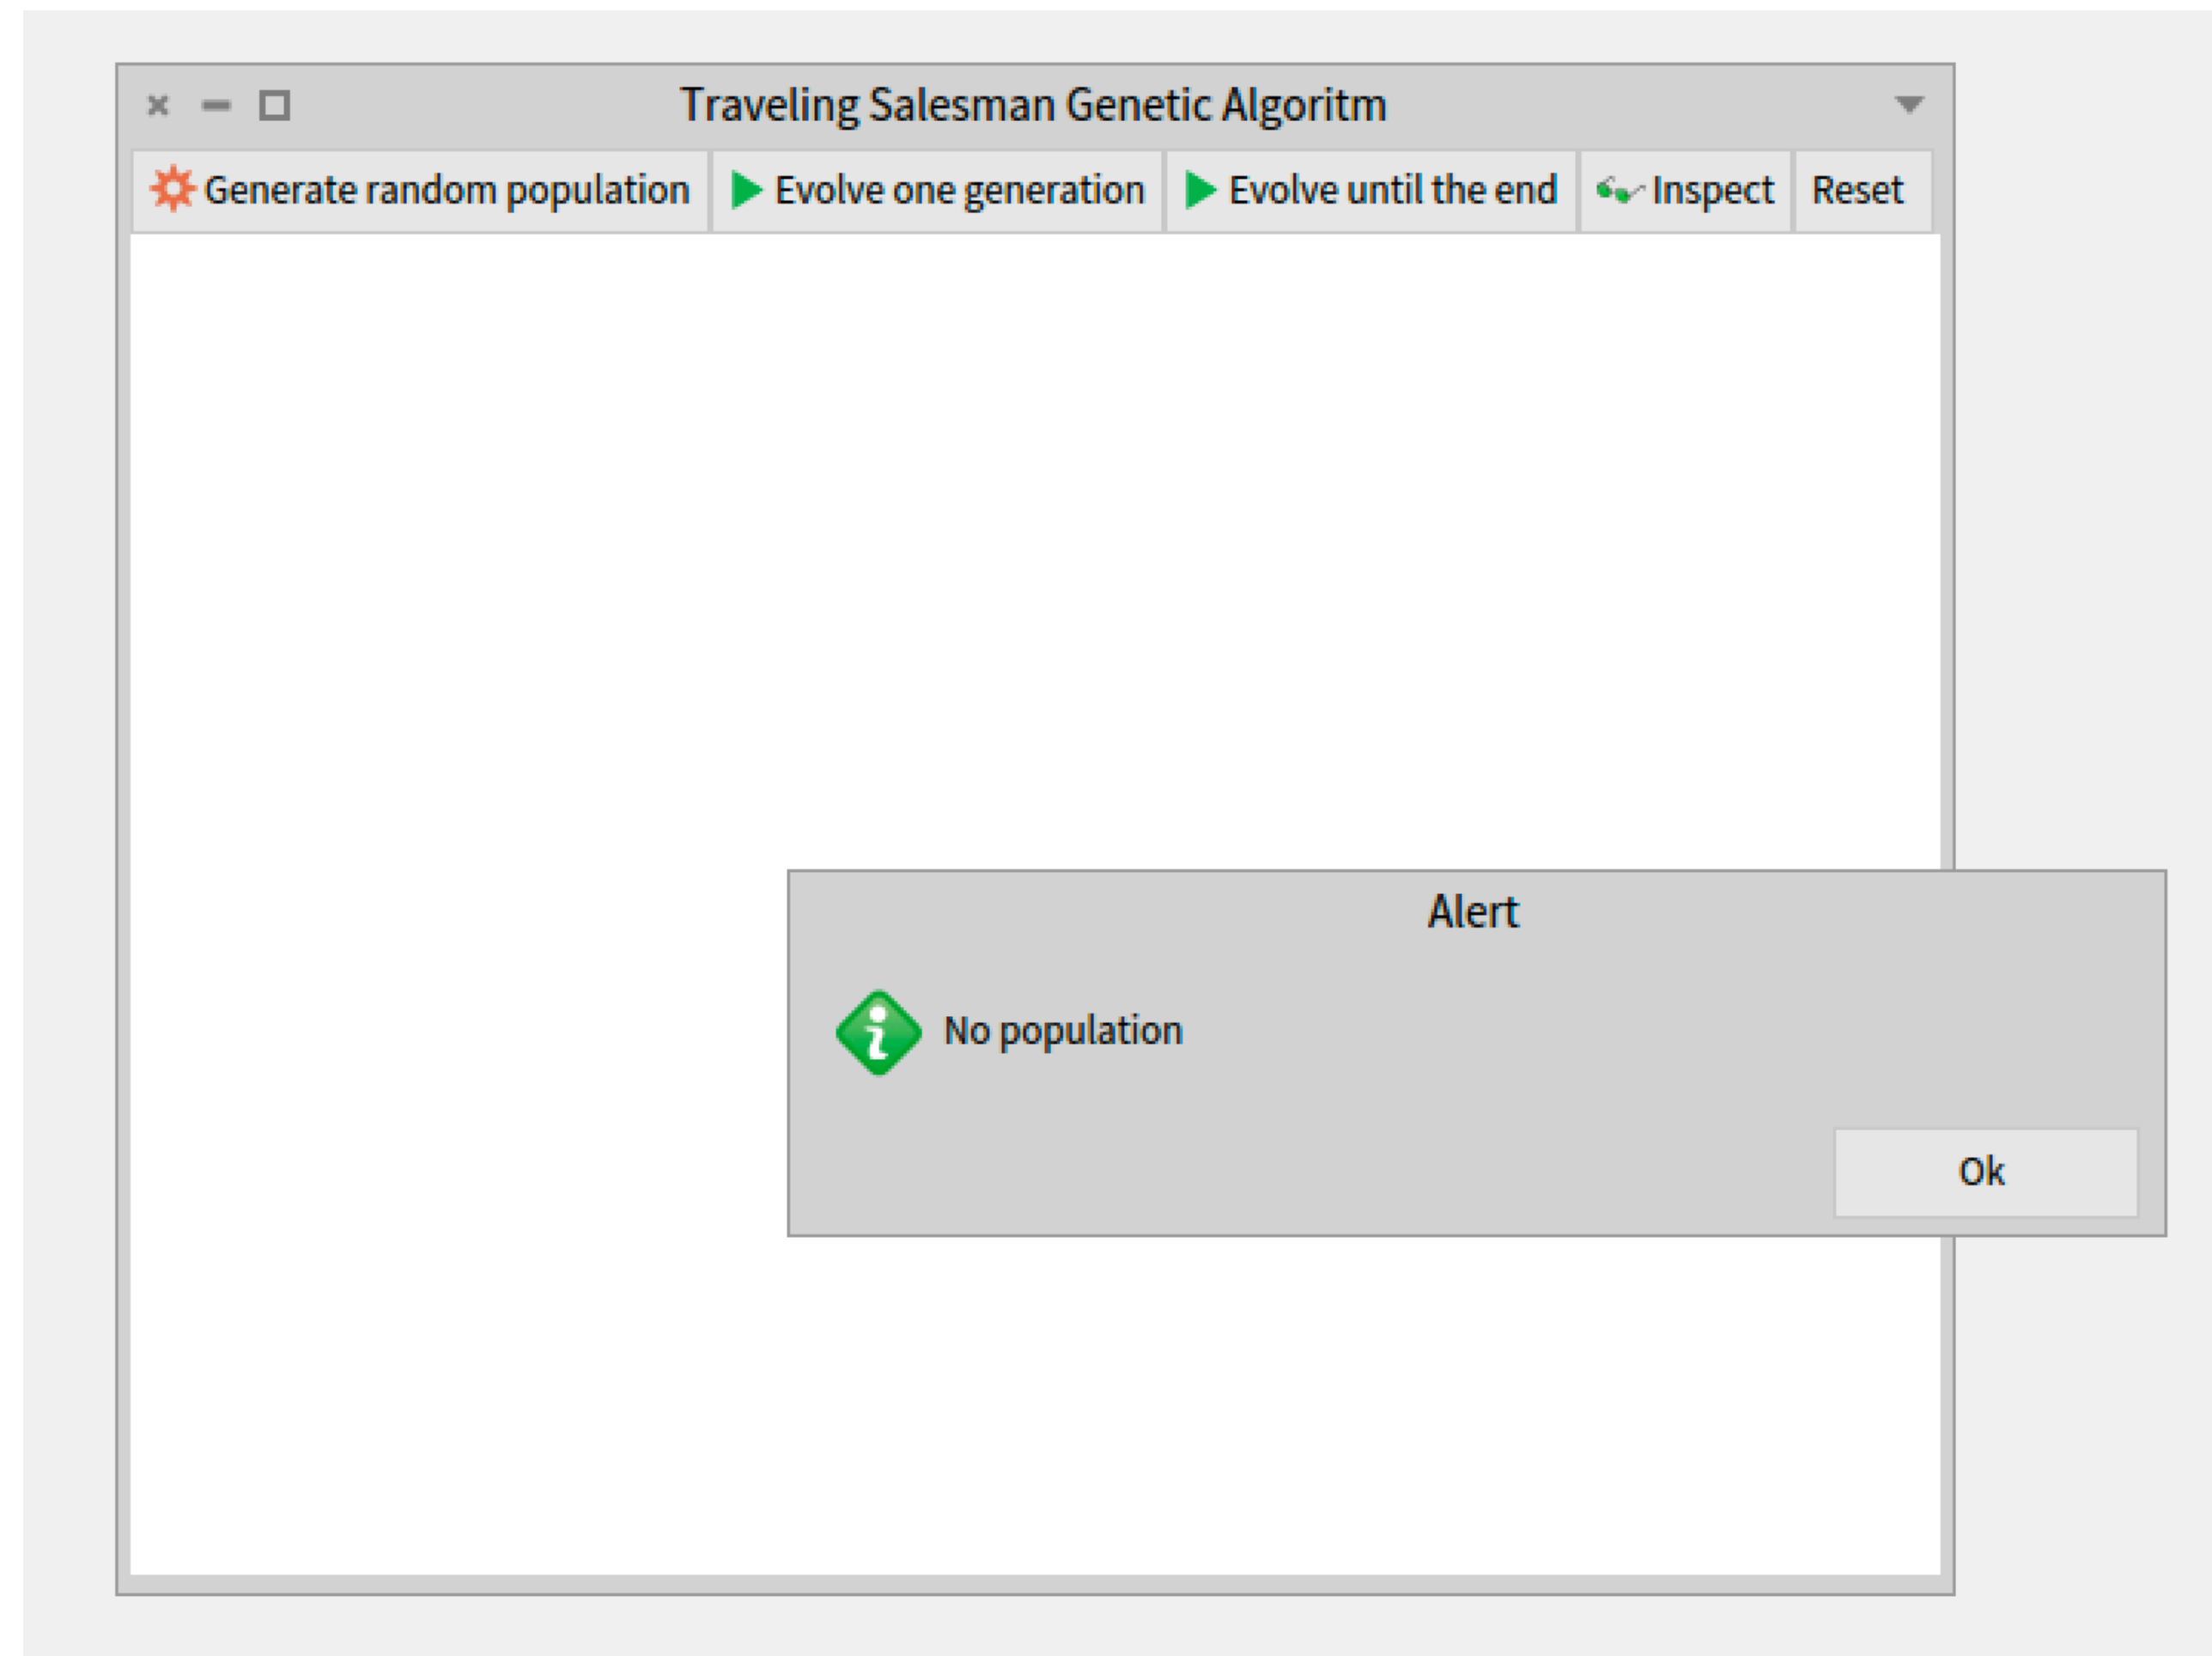 Traveling Salesman Genetic Algoritm
Generate random population Evolve one generation Evolve until the end Inspect Reset
Alert
No population
Ok